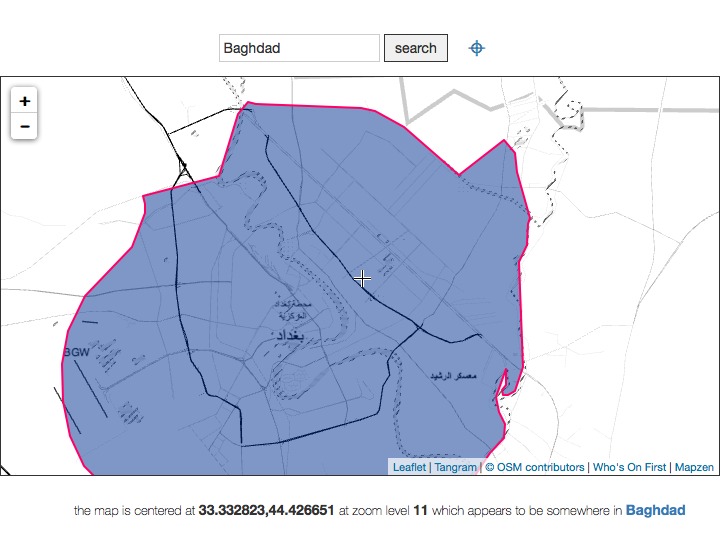 Baghdad
search
+
−
محطة بغداد
المركزية
بغداد
BGW
معسكر الرشيد
Leaflet | Tangram | © OSM contributors | Who's On First | Mapzen
the map is centered at 33.332823,44.426651 at zoom level 11 which appears to be somewhere in Baghdad